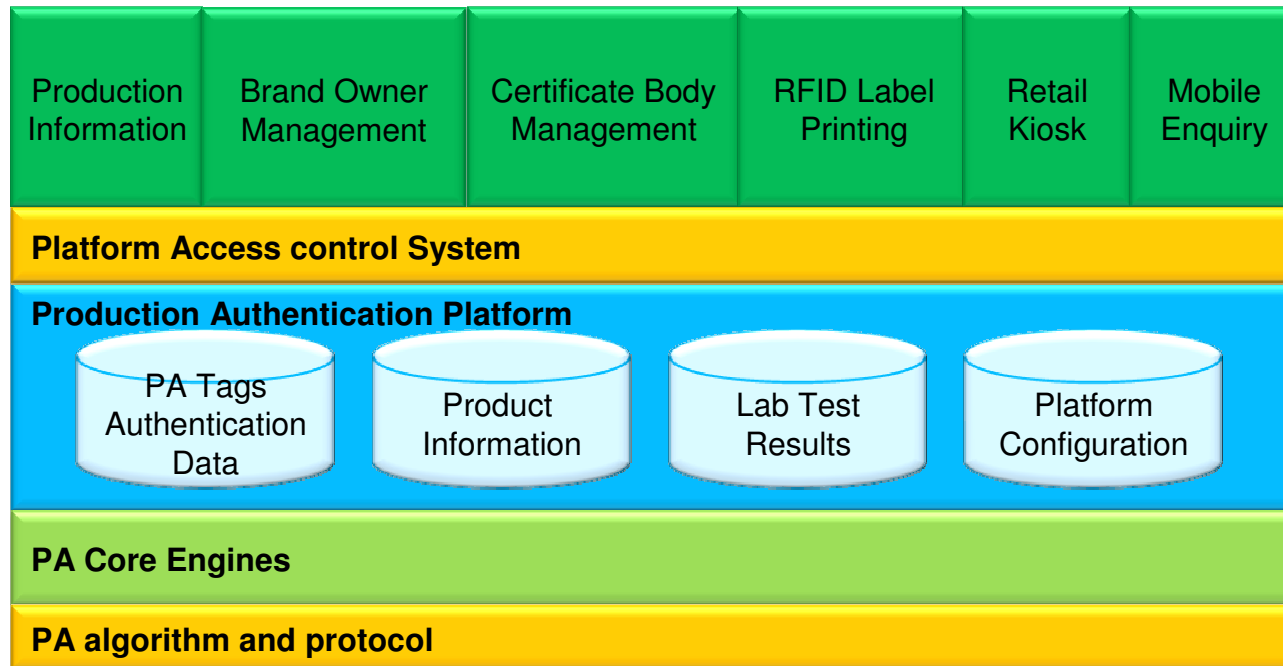 Production
Information
Brand Owner
Management
Certificate Body
Management
RFID Label
Printing
Retail
Kiosk
Mobile
Enquiry
Platform Access control System
Production Authentication Platform
PA Tags
Authentication
Data
Product
Information
Lab Test
Results
Platform
Configuration
PA Core Engines
PA algorithm and protocol